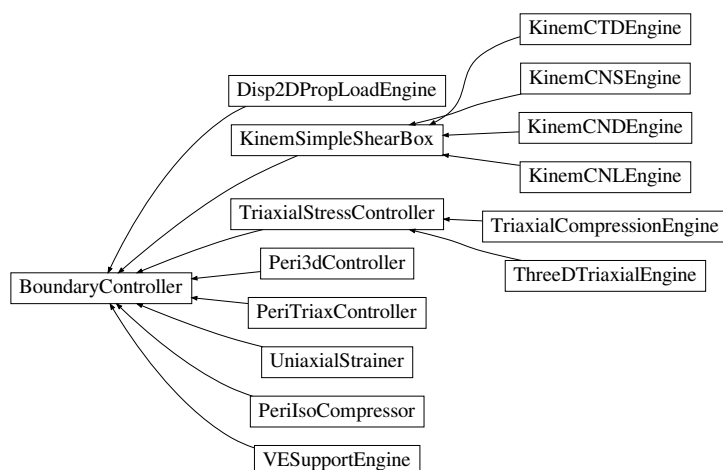 KinemCTDEngine
KinemCNSEngine
Disp2DPropLoadEngine
KinemCNDEngine
KinemSimpleShearBox
KinemCNLEngine
TriaxialStressController
TriaxialCompressionEngine
Peri3dController
ThreeDTriaxialEngine
BoundaryController
PeriTriaxController
UniaxialStrainer
PeriIsoCompressor
VESupportEngine